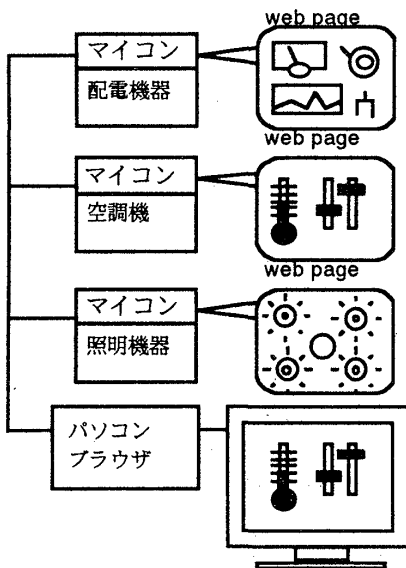 web page
マイコン
配電機器
web page
マイコン
空調機
web page
マイコン
照明機器
パソコン
ブラウザ